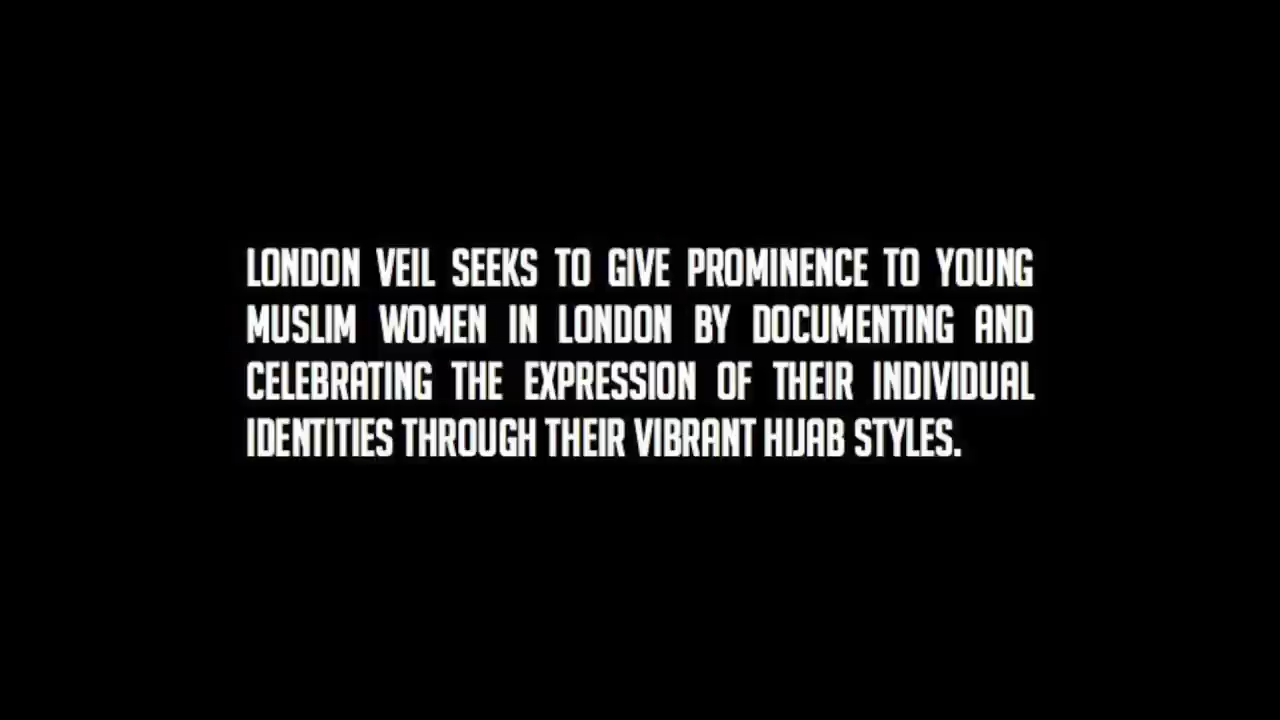 LONDON VEIL SEEKS TO GIVE PROMINENCE TO YOUNG
MUSLIM WOMEN IN LONDON BY DOCUMENTING AND
CELEBRATING THE EXPRESSION OF THEIR INDIVIDUAL
IDENTITIES THROUGH THEIR VIBRANT HIJAB STYLES.